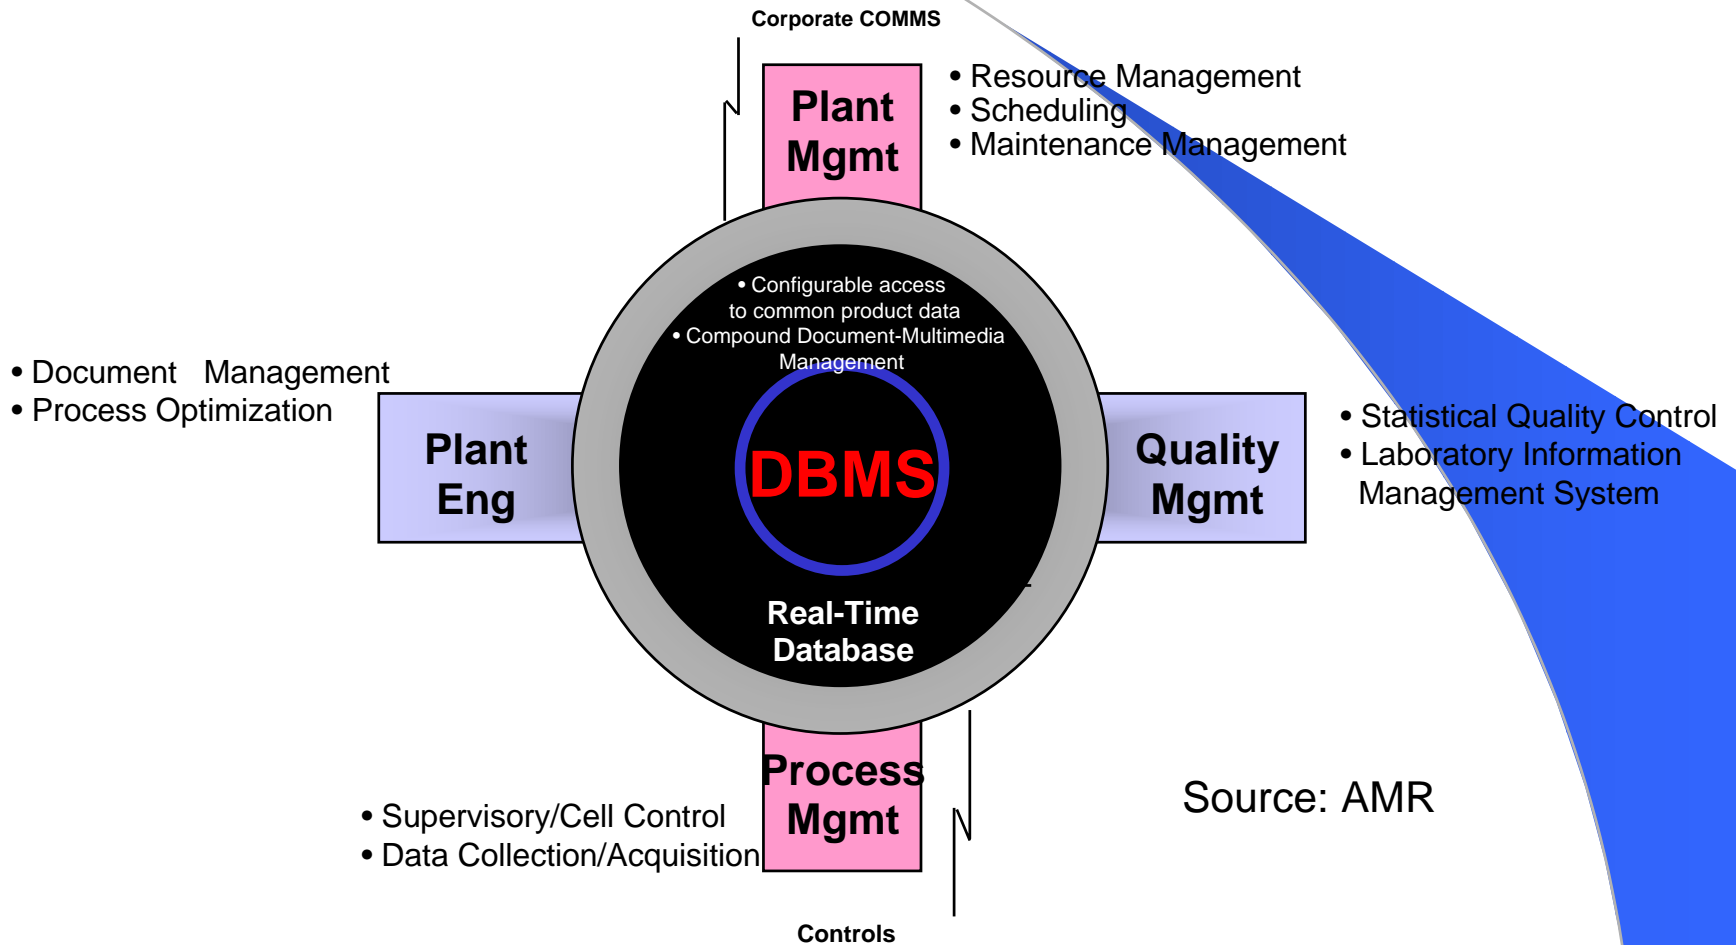 Corporate COMMS
Plant
Mgmt
• Resource Management
• Scheduling
• Maintenance Management
• Configurable access
to common product data
• Compound Document-Multimedia
Management
• Document Management
• Process Optimization
Plant
Eng
DBMS
Quality
Mgmt
• Statistical Quality Control
• Laboratory Information
Management System
Real-Time
Database
Process
Mgmt
• Supervisory/Cell Control
• Data Collection/Acquisition
Source: AMR
Controls